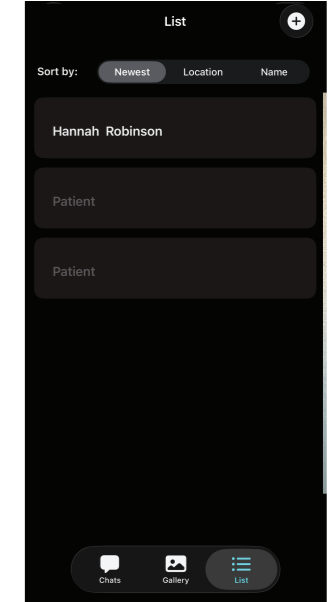 List
Sort by: Newest Location Name
Hannah Robinson
Patient
Patient
Chats Gallery List